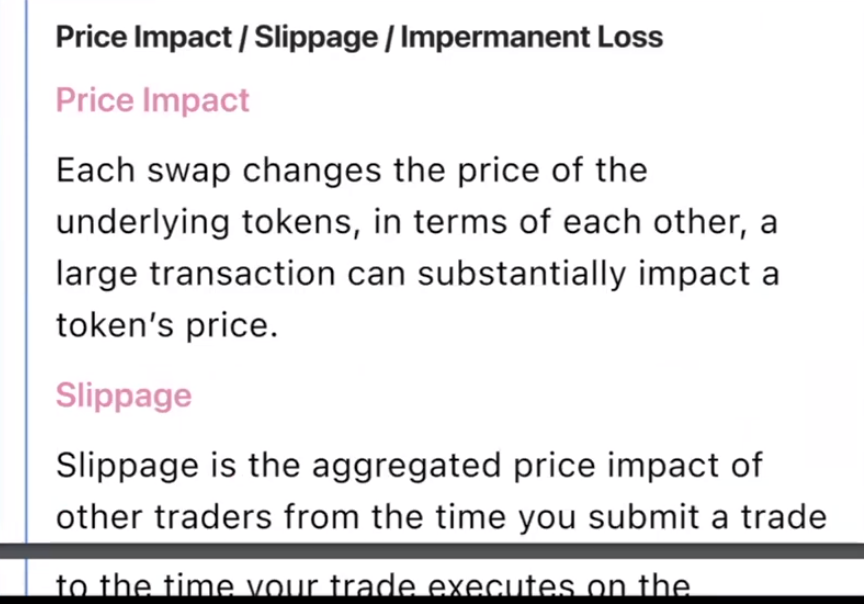 Price Impact / Slippage / Impermanent Loss
Price Impact
Each swap changes the price of the
underlying tokens, in terms of each other, a
large transaction can substantially impact a
token’s price.
Slippage
Slippage is the aggregated price impact of
other traders from the time you submit a trade
to the time your trade executes on the